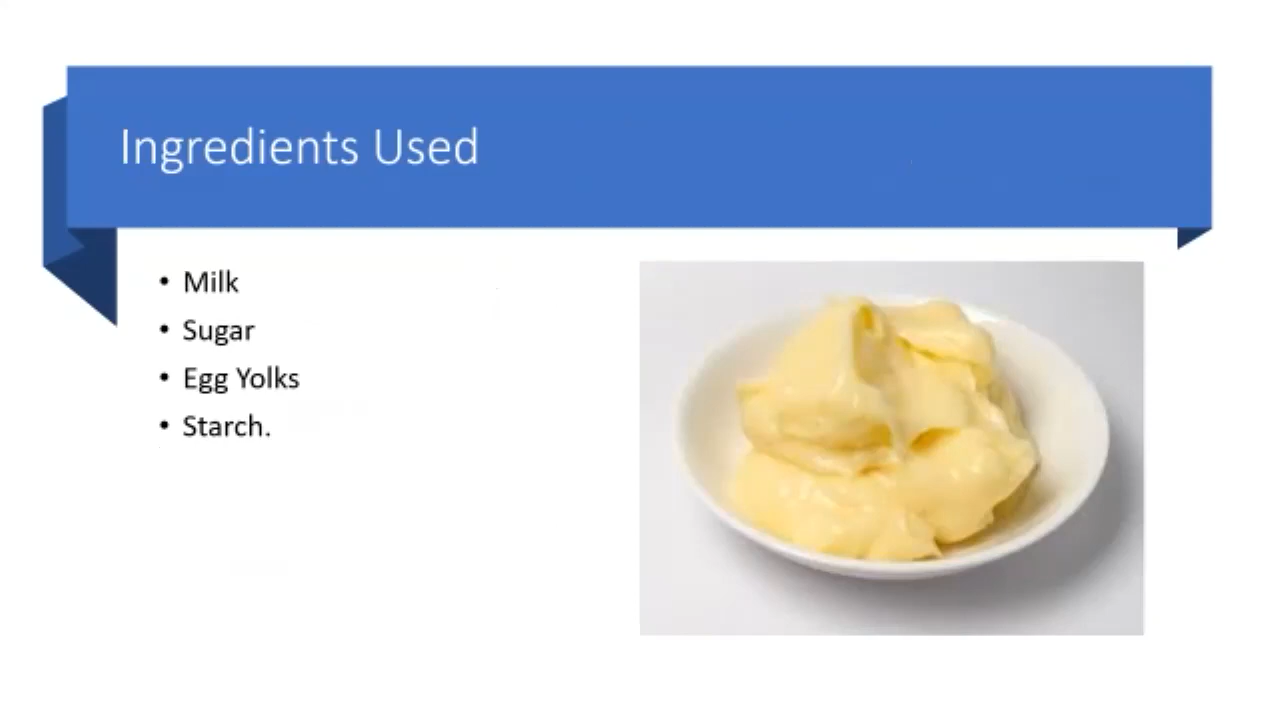 Ingredients Used
• Milk
• Sugar
• Egg Yolks
• Starch.